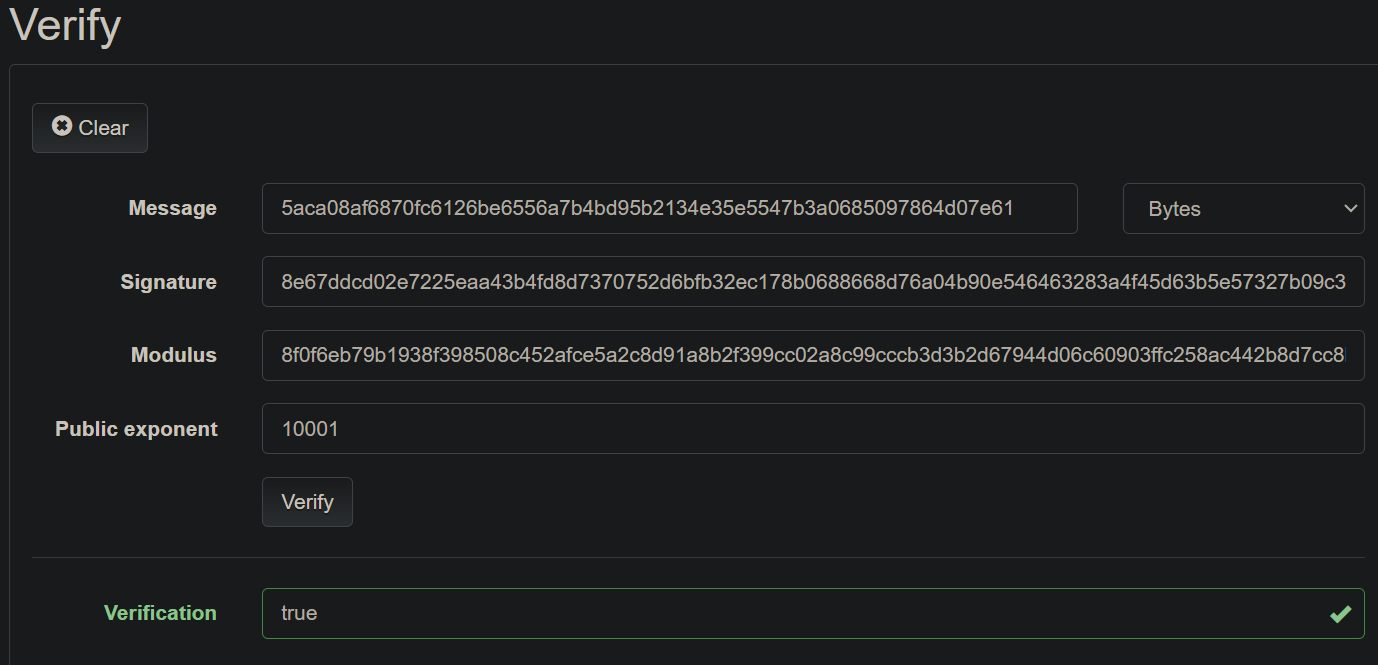 Verify
Clear
Message 5aca08af6870fc6126be6556a7b4bd95b2134e35e5547b3a0685097864d07e61 Bytes
Signature 8e67ddcd02e7225eaa43b4fd8d7370752d6bfb32ec178b0688668d76a04b90e546463283a4f45d63b5e57327b09c3
Modulus 8f0f6eb79b1938f398508c452afce5a2c8d91a8b2f399cc02a8c99cccb3d3b2d67944d06c60903ffc258ac442b8d7cc8
Public exponent 10001
Verify
Verification true